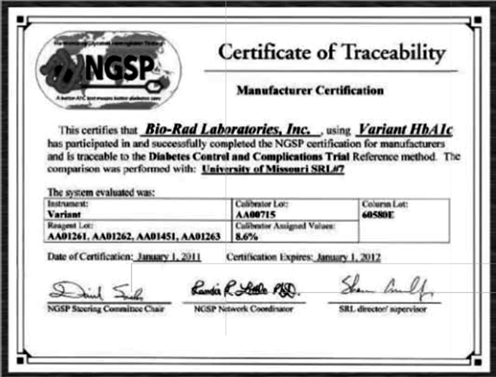 NGSP
Certificate of Traceability
Manufacturer Certification
This certifies that Bio-Rad Laboratories, Inc. , using Variant HbA1c
has participated in and successfully completed the NGSP certification for manufacturers
and is traceable to the Diabetes Control and Complications Trial Reference method. The
comparison was performed with: University of Missouri SRL#7
The system evaluated was:
Instrument: Calibrator Lot: Column Lot:
Variant AA00715 60580E
Reagent Lot: Calibrator Assigned Values:
AA01261, AA01262, AA01451, AA01263 8.6%
Date of Certification: January 1, 2011 Certification Expires: January 1, 2012
NGSP Steering Committee Chair NGSP Network Coordinator SRL director/ supervisor